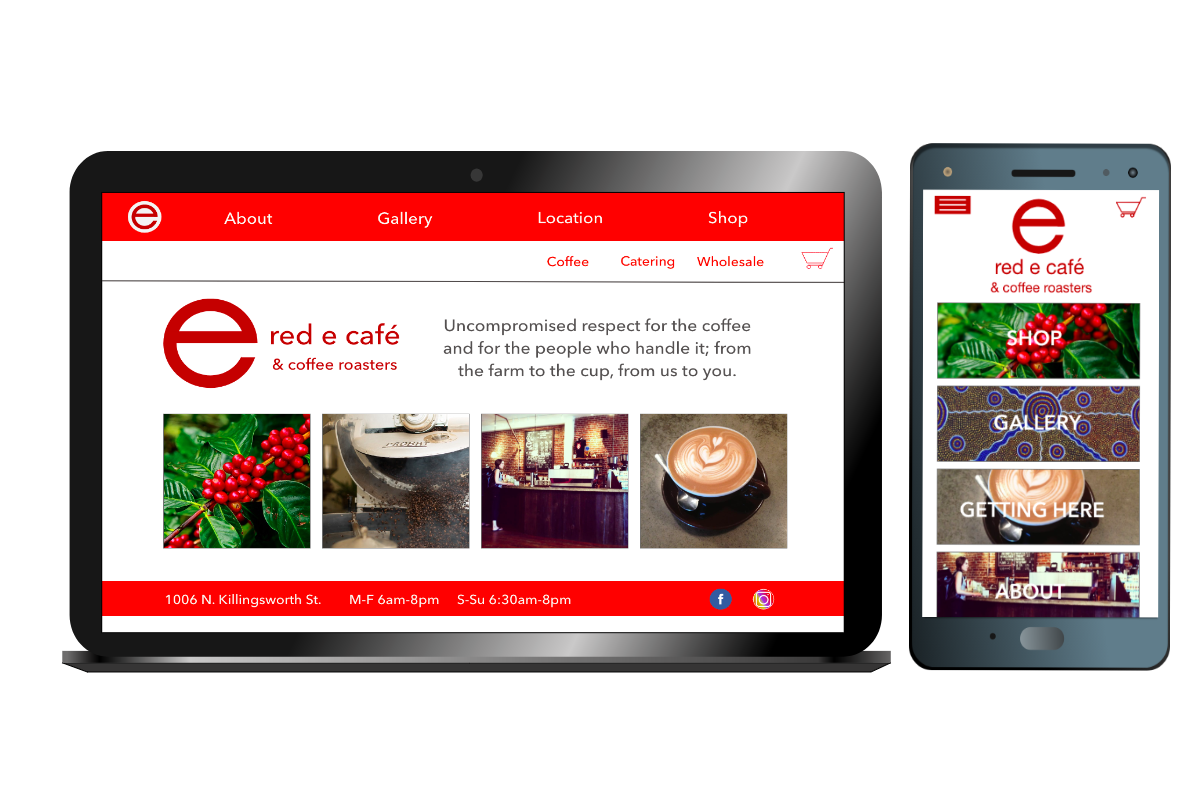 e About Gallery Location Shop
Coffee Catering Wholesale
e red e café
& coffee roasters
Uncompromised respect for the coffee
and for the people who handle it; from
the farm to the cup, from us to you.
1006 N. Killingsworth St. M-F 6am-8pm S-Su 6:30am-8pm f
e
red e café
& coffee roasters
SHOP
GALLERY
GETTING HERE
ABOUT